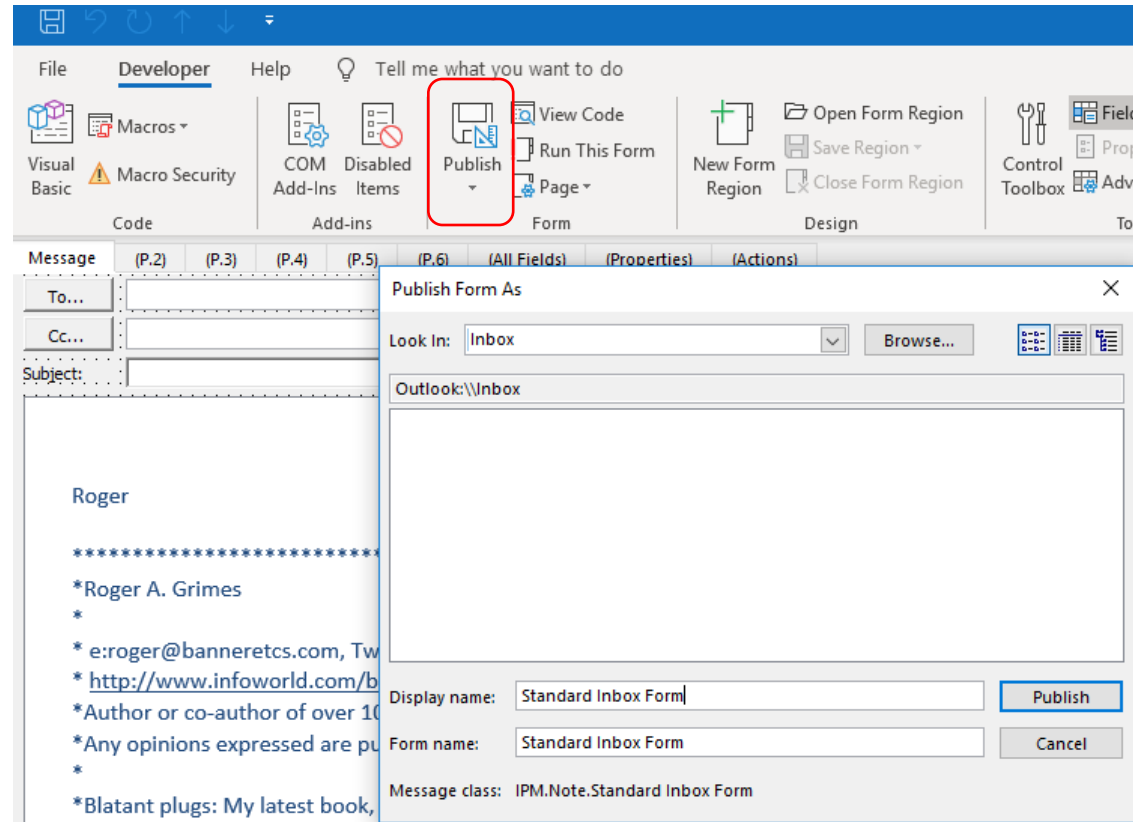 File Developer Help Tell me what you want to do
Visual Basic
Macros
Macro Security
Code
COM Add-Ins
Disabled Items
Add-ins
Publish
View Code
Run This Form
Page
Form
New Form Region
Open Form Region
Save Region
Close Form Region
Design
Control Toolbox
Message (P.2) (P.3) (P.4) (P.5) (P.6) (All Fields) (Properties) (Actions)
To...
Cc...
Subject:
Roger
*Roger A. Grimes
*
* e:roger@banneretcs.com, Tw
* http://www.infoworld.com/b
*Author or co-author of over 10
*Any opinions expressed are pu
*
*Blatant plugs: My latest book,
Publish Form As
Look In: Inbox Browse...
Outlook:\\Inbox
Display name: Standard Inbox Form Publish
Form name: Standard Inbox Form Cancel
Message class: IPM.Note.Standard Inbox Form